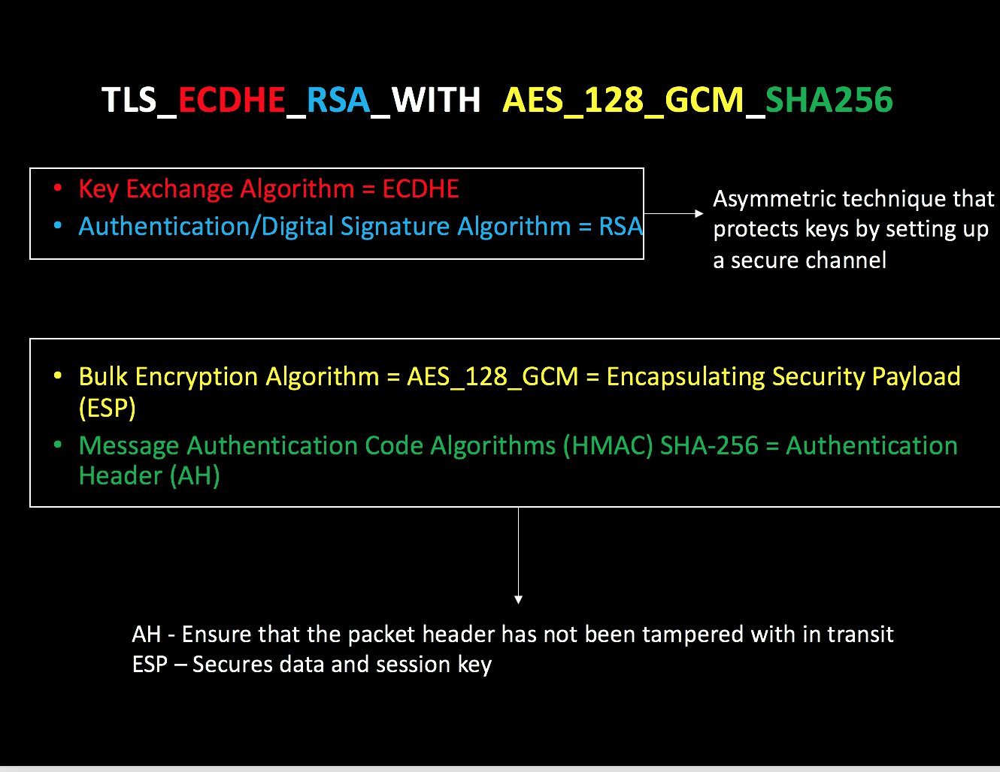 TLS_ECDHE_RSA_WITH AES_128_GCM_SHA256
• Key Exchange Algorithm = ECDHE
• Authentication/Digital Signature Algorithm = RSA
Asymmetric technique that
protects keys by setting up
a secure channel
• Bulk Encryption Algorithm = AES_128_GCM = Encapsulating Security Payload
(ESP)
• Message Authentication Code Algorithms (HMAC) SHA-256 = Authentication
Header (AH)
AH - Ensure that the packet header has not been tampered with in transit
ESP – Secures data and session key